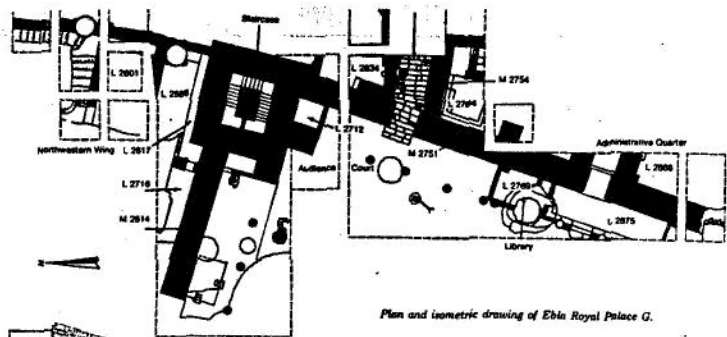 Staircase
L 2601
L 2586
L 2834
M 2754
L 2764
L 2712
Northwestern Wing
L 2617
M 2751
Administrative Quarter
L 2716
Audience
Court
L 2769
L 2866
M 2614
L 2875
Library
N
Plan and isometric drawing of Ebla Royal Palace G.